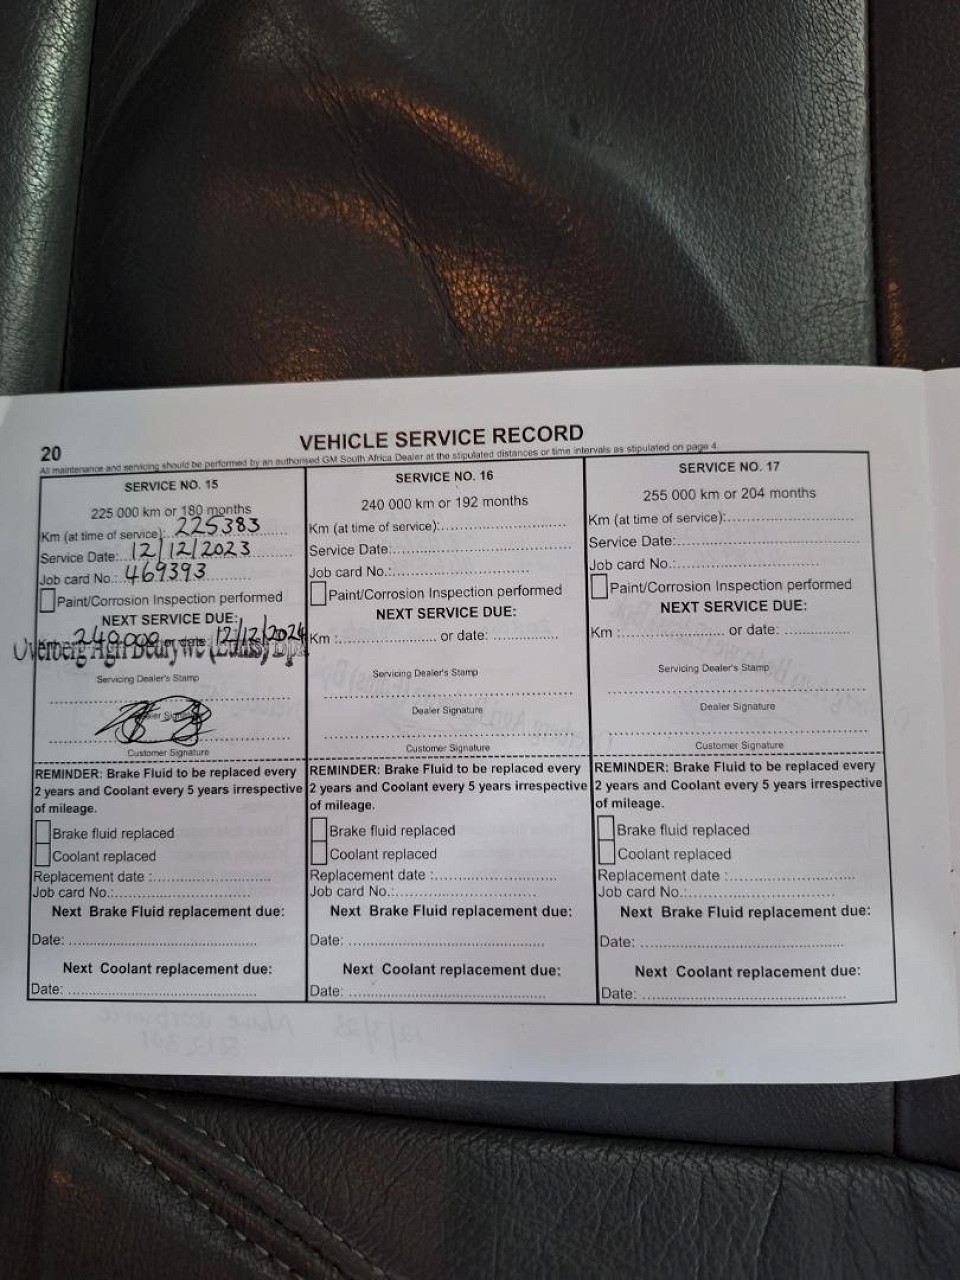 20
VEHICLE SERVICE RECORD
All maintenance and servicing should be performed by an authorised GM South Africa Dealer at the stipulated distances or time intervals as stipulated on page 4.
SERVICE NO. 15
225 000 km or 180 months
Km (at time of service): 225383
Service Date: 12/12/2023
Job card No.: 469393
Paint/Corrosion Inspection performed
NEXT SERVICE DUE:
240000 or date 12/12/2024
Overberg Agri Bedrywe (Edms) Bpk
Servicing Dealer's Stamp
Dealer Signature
Customer Signature
REMINDER: Brake Fluid to be replaced every
2 years and Coolant every 5 years irrespective
of mileage.
Brake fluid replaced
Coolant replaced
Replacement date :
Job card No.:
Next Brake Fluid replacement due:
Date:
Next Coolant replacement due:
Date:
SERVICE NO. 16
240 000 km or 192 months
Km (at time of service):
Service Date:
Job card No.:
Paint/Corrosion Inspection performed
NEXT SERVICE DUE:
Km : or date:
Servicing Dealer's Stamp
Dealer Signature
Customer Signature
REMINDER: Brake Fluid to be replaced every
2 years and Coolant every 5 years irrespective
of mileage.
Brake fluid replaced
Coolant replaced
Replacement date :
Job card No.:
Next Brake Fluid replacement due:
Date:
Next Coolant replacement due:
Date:
SERVICE NO. 17
255 000 km or 204 months
Km (at time of service):
Service Date:
Job card No.:
Paint/Corrosion Inspection performed
NEXT SERVICE DUE:
Km : or date:
Servicing Dealer's Stamp
Dealer Signature
Customer Signature
REMINDER: Brake Fluid to be replaced every
2 years and Coolant every 5 years irrespective
of mileage.
Brake fluid replaced
Coolant replaced
Replacement date :
Job card No.:
Next Brake Fluid replacement due:
Date:
Next Coolant replacement due:
Date: